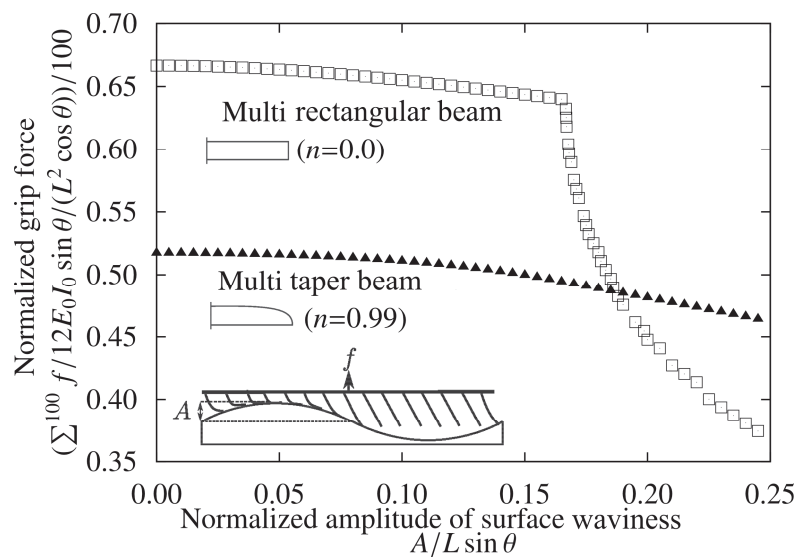 Normalized grip force
(Σ¹⁰⁰ f/12E₀I₀ sin θ/(L² cos θ))/100
0.70
0.65
0.60
0.55
0.50
0.45
0.40
0.35
Multi rectangular beam
(n=0.0)
Multi taper beam
(n=0.99)
f
A
0.00 0.05 0.10 0.15 0.20 0.25
Normalized amplitude of surface waviness
A/L sin θ